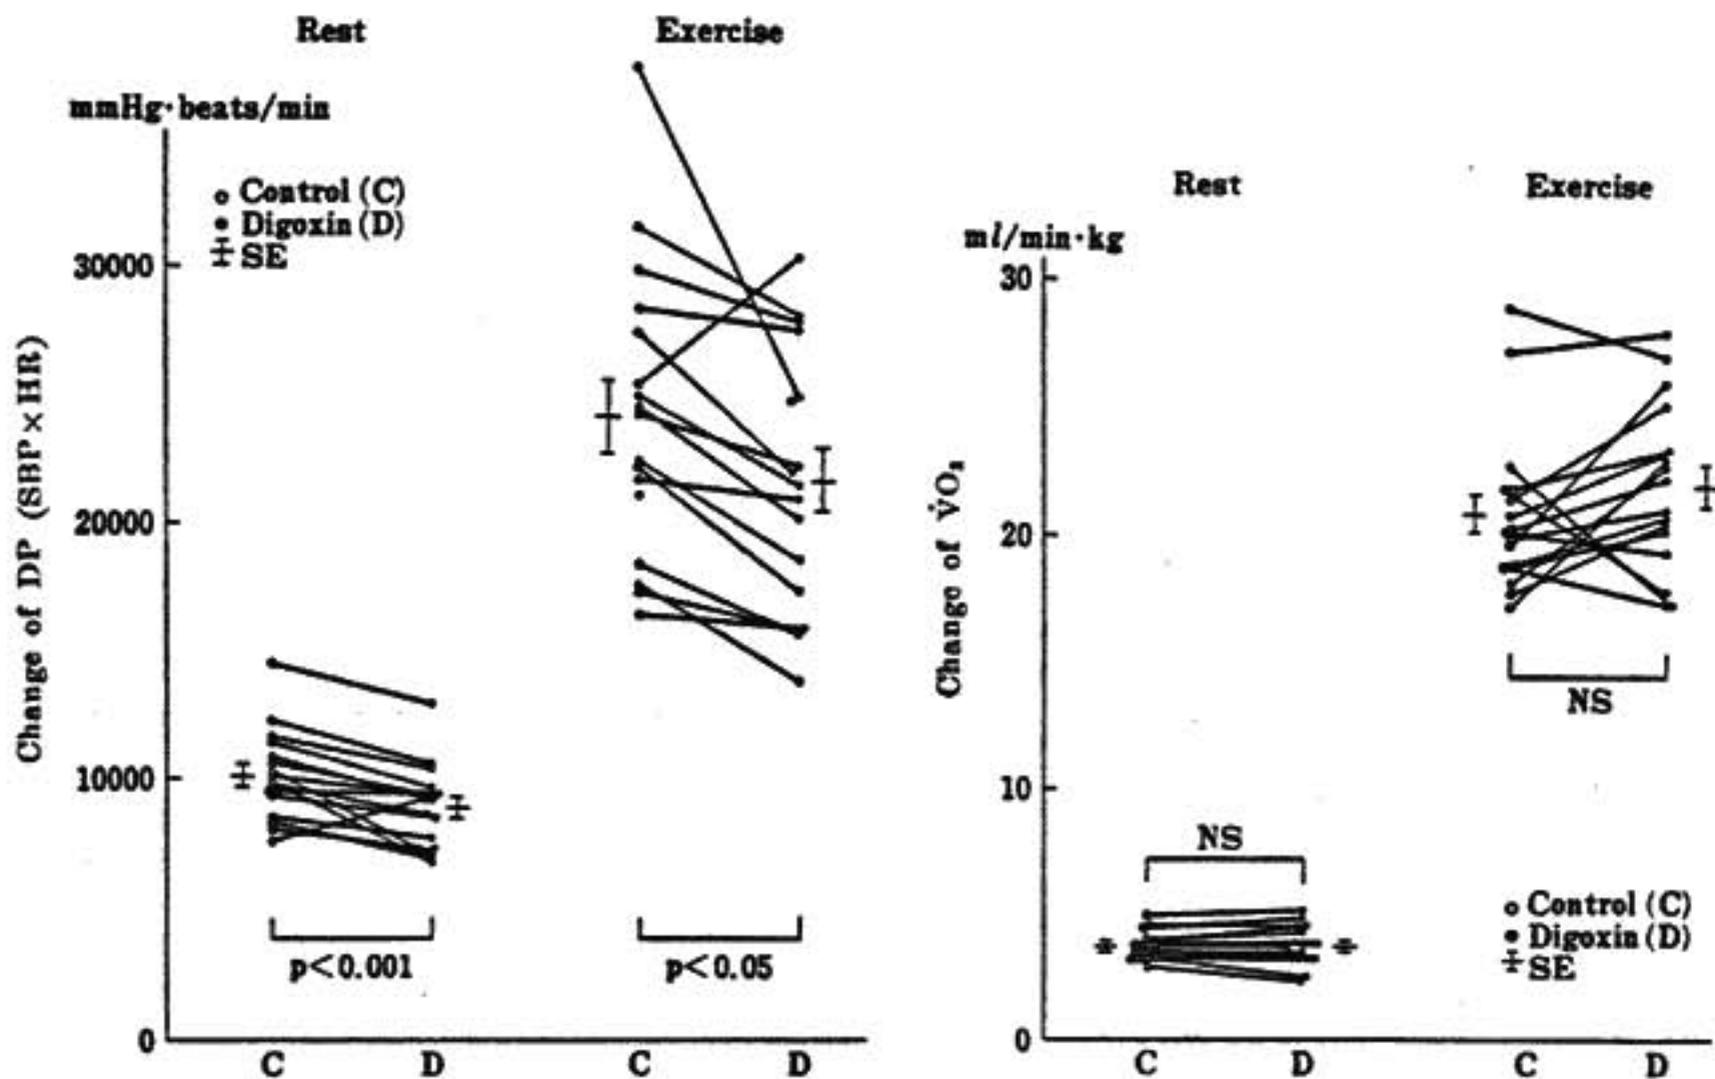 Rest Exercise
mmHg·beats/min
Control (C)
Digoxin (D)
SE
30000
20000
10000
0
Change of DP (SBP×HR)
p<0.001
p<0.05
C D C D
Rest Exercise
ml/min·kg
30
20
10
0
Change of V̇O₂
NS
NS
Control (C)
Digoxin (D)
SE
C D C D